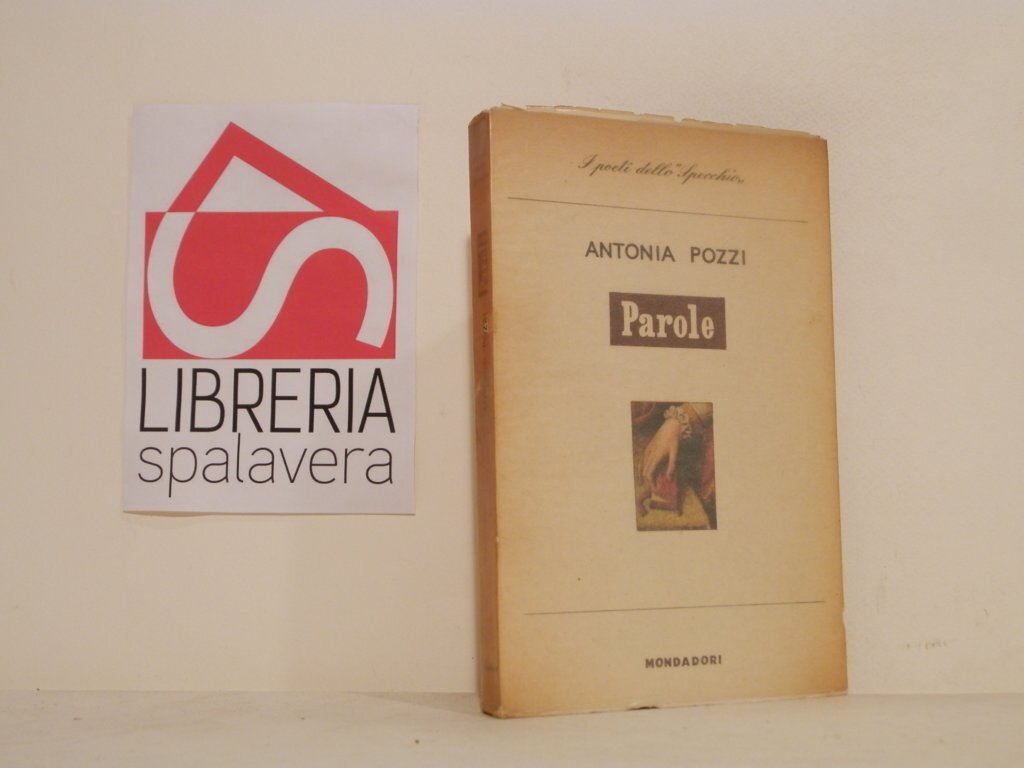 LIBRERIA
spalavera
I poeti dello "Specchio"
ANTONIA POZZI
Parole
MONDADORI